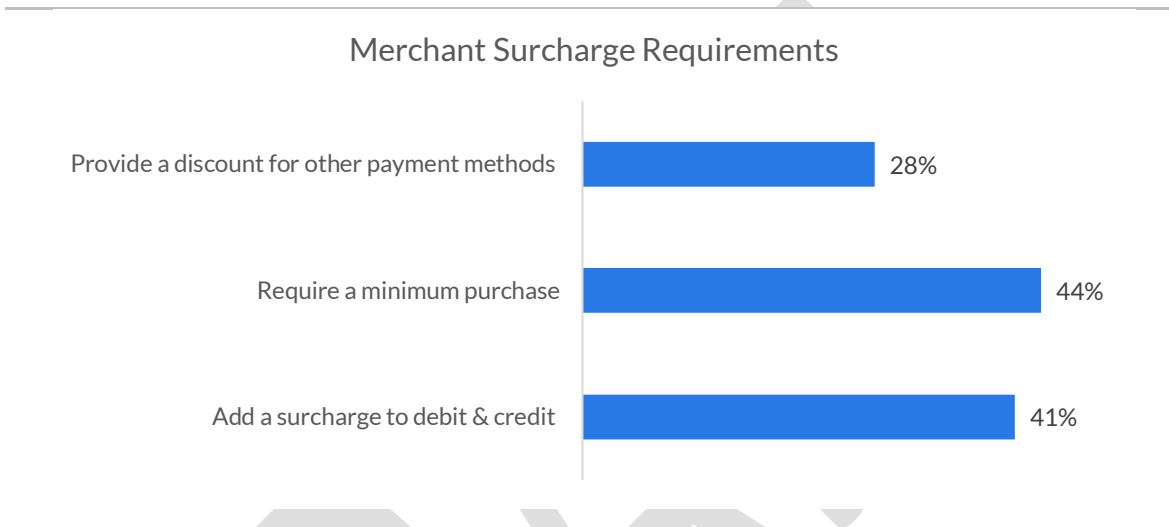 Merchant Surcharge Requirements
Provide a discount for other payment methods 28%
Require a minimum purchase 44%
Add a surcharge to debit & credit 41%